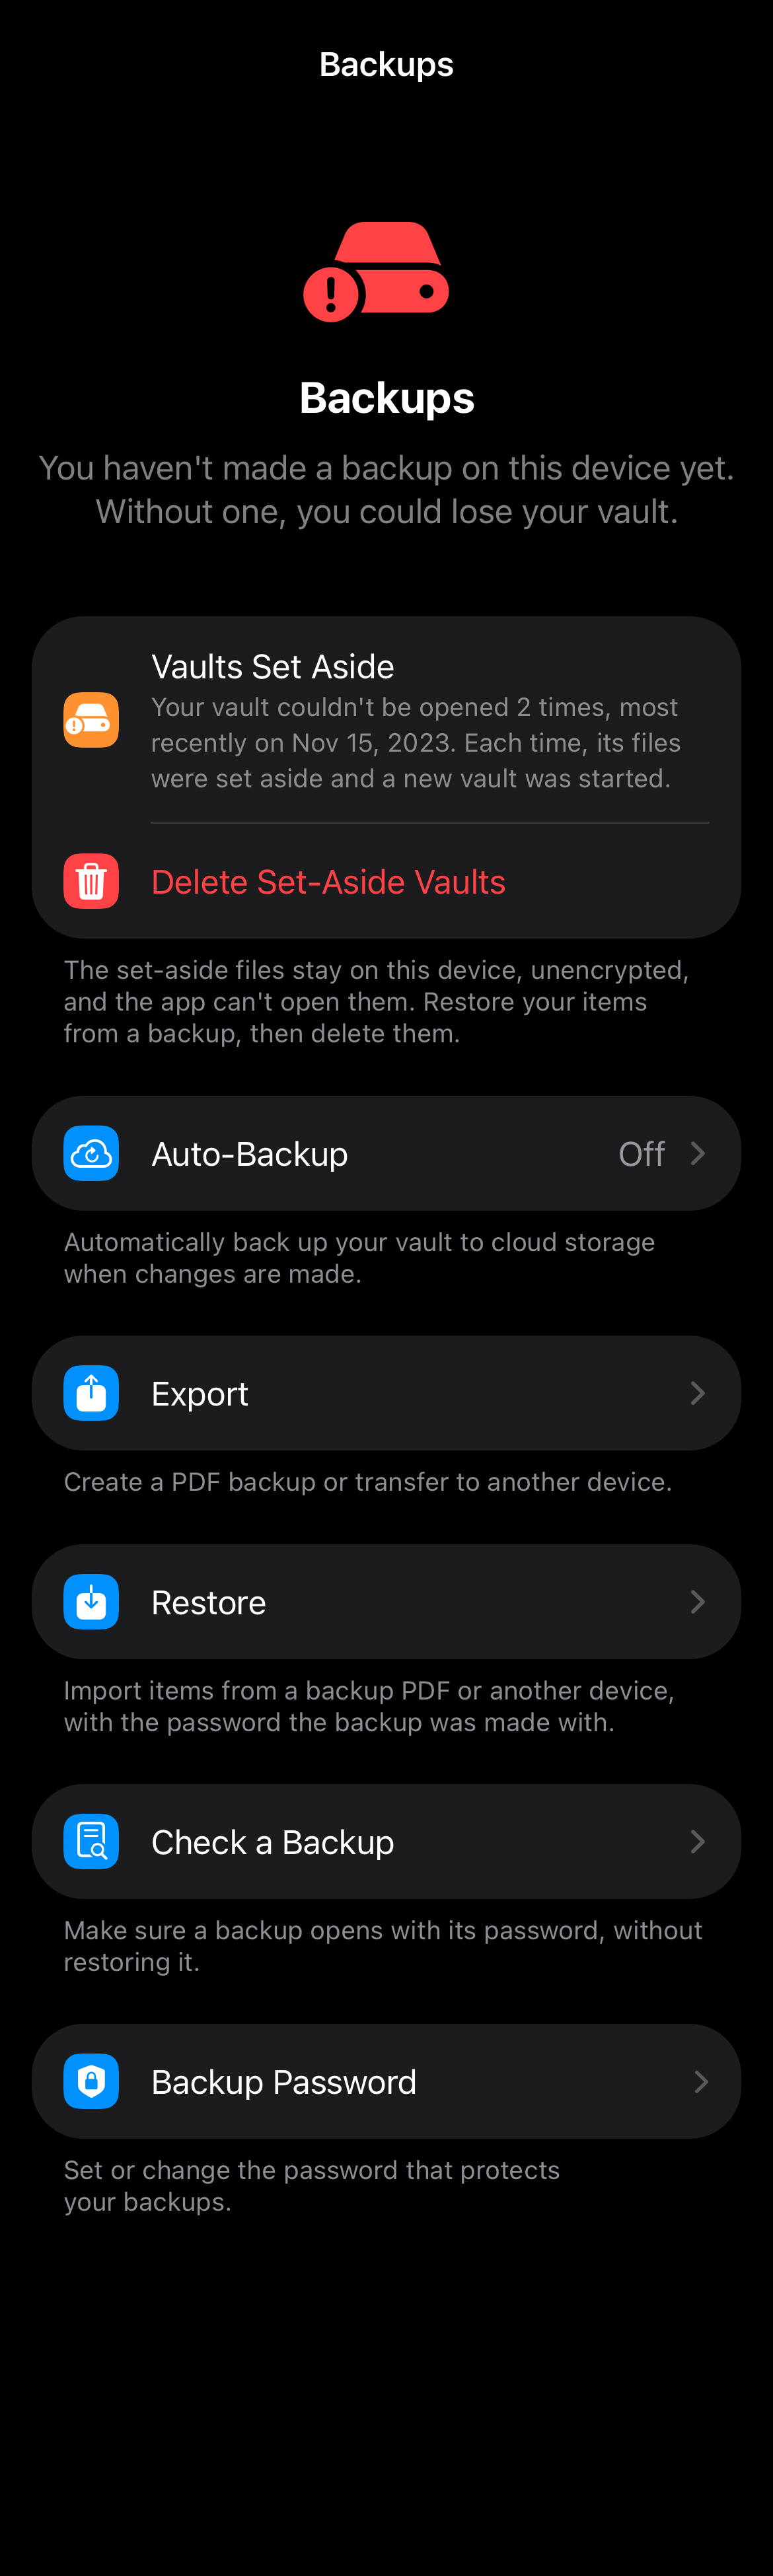 Backups
Backups
You haven't made a backup on this device yet.
Without one, you could lose your vault.
Vaults Set Aside
Your vault couldn't be opened 2 times, most
recently on Nov 15, 2023. Each time, its files
were set aside and a new vault was started.
Delete Set-Aside Vaults
The set-aside files stay on this device, unencrypted,
and the app can't open them. Restore your items
from a backup, then delete them.
Auto-Backup Off
Automatically back up your vault to cloud storage
when changes are made.
Export
Create a PDF backup or transfer to another device.
Restore
Import items from a backup PDF or another device,
with the password the backup was made with.
Check a Backup
Make sure a backup opens with its password, without
restoring it.
Backup Password
Set or change the password that protects
your backups.